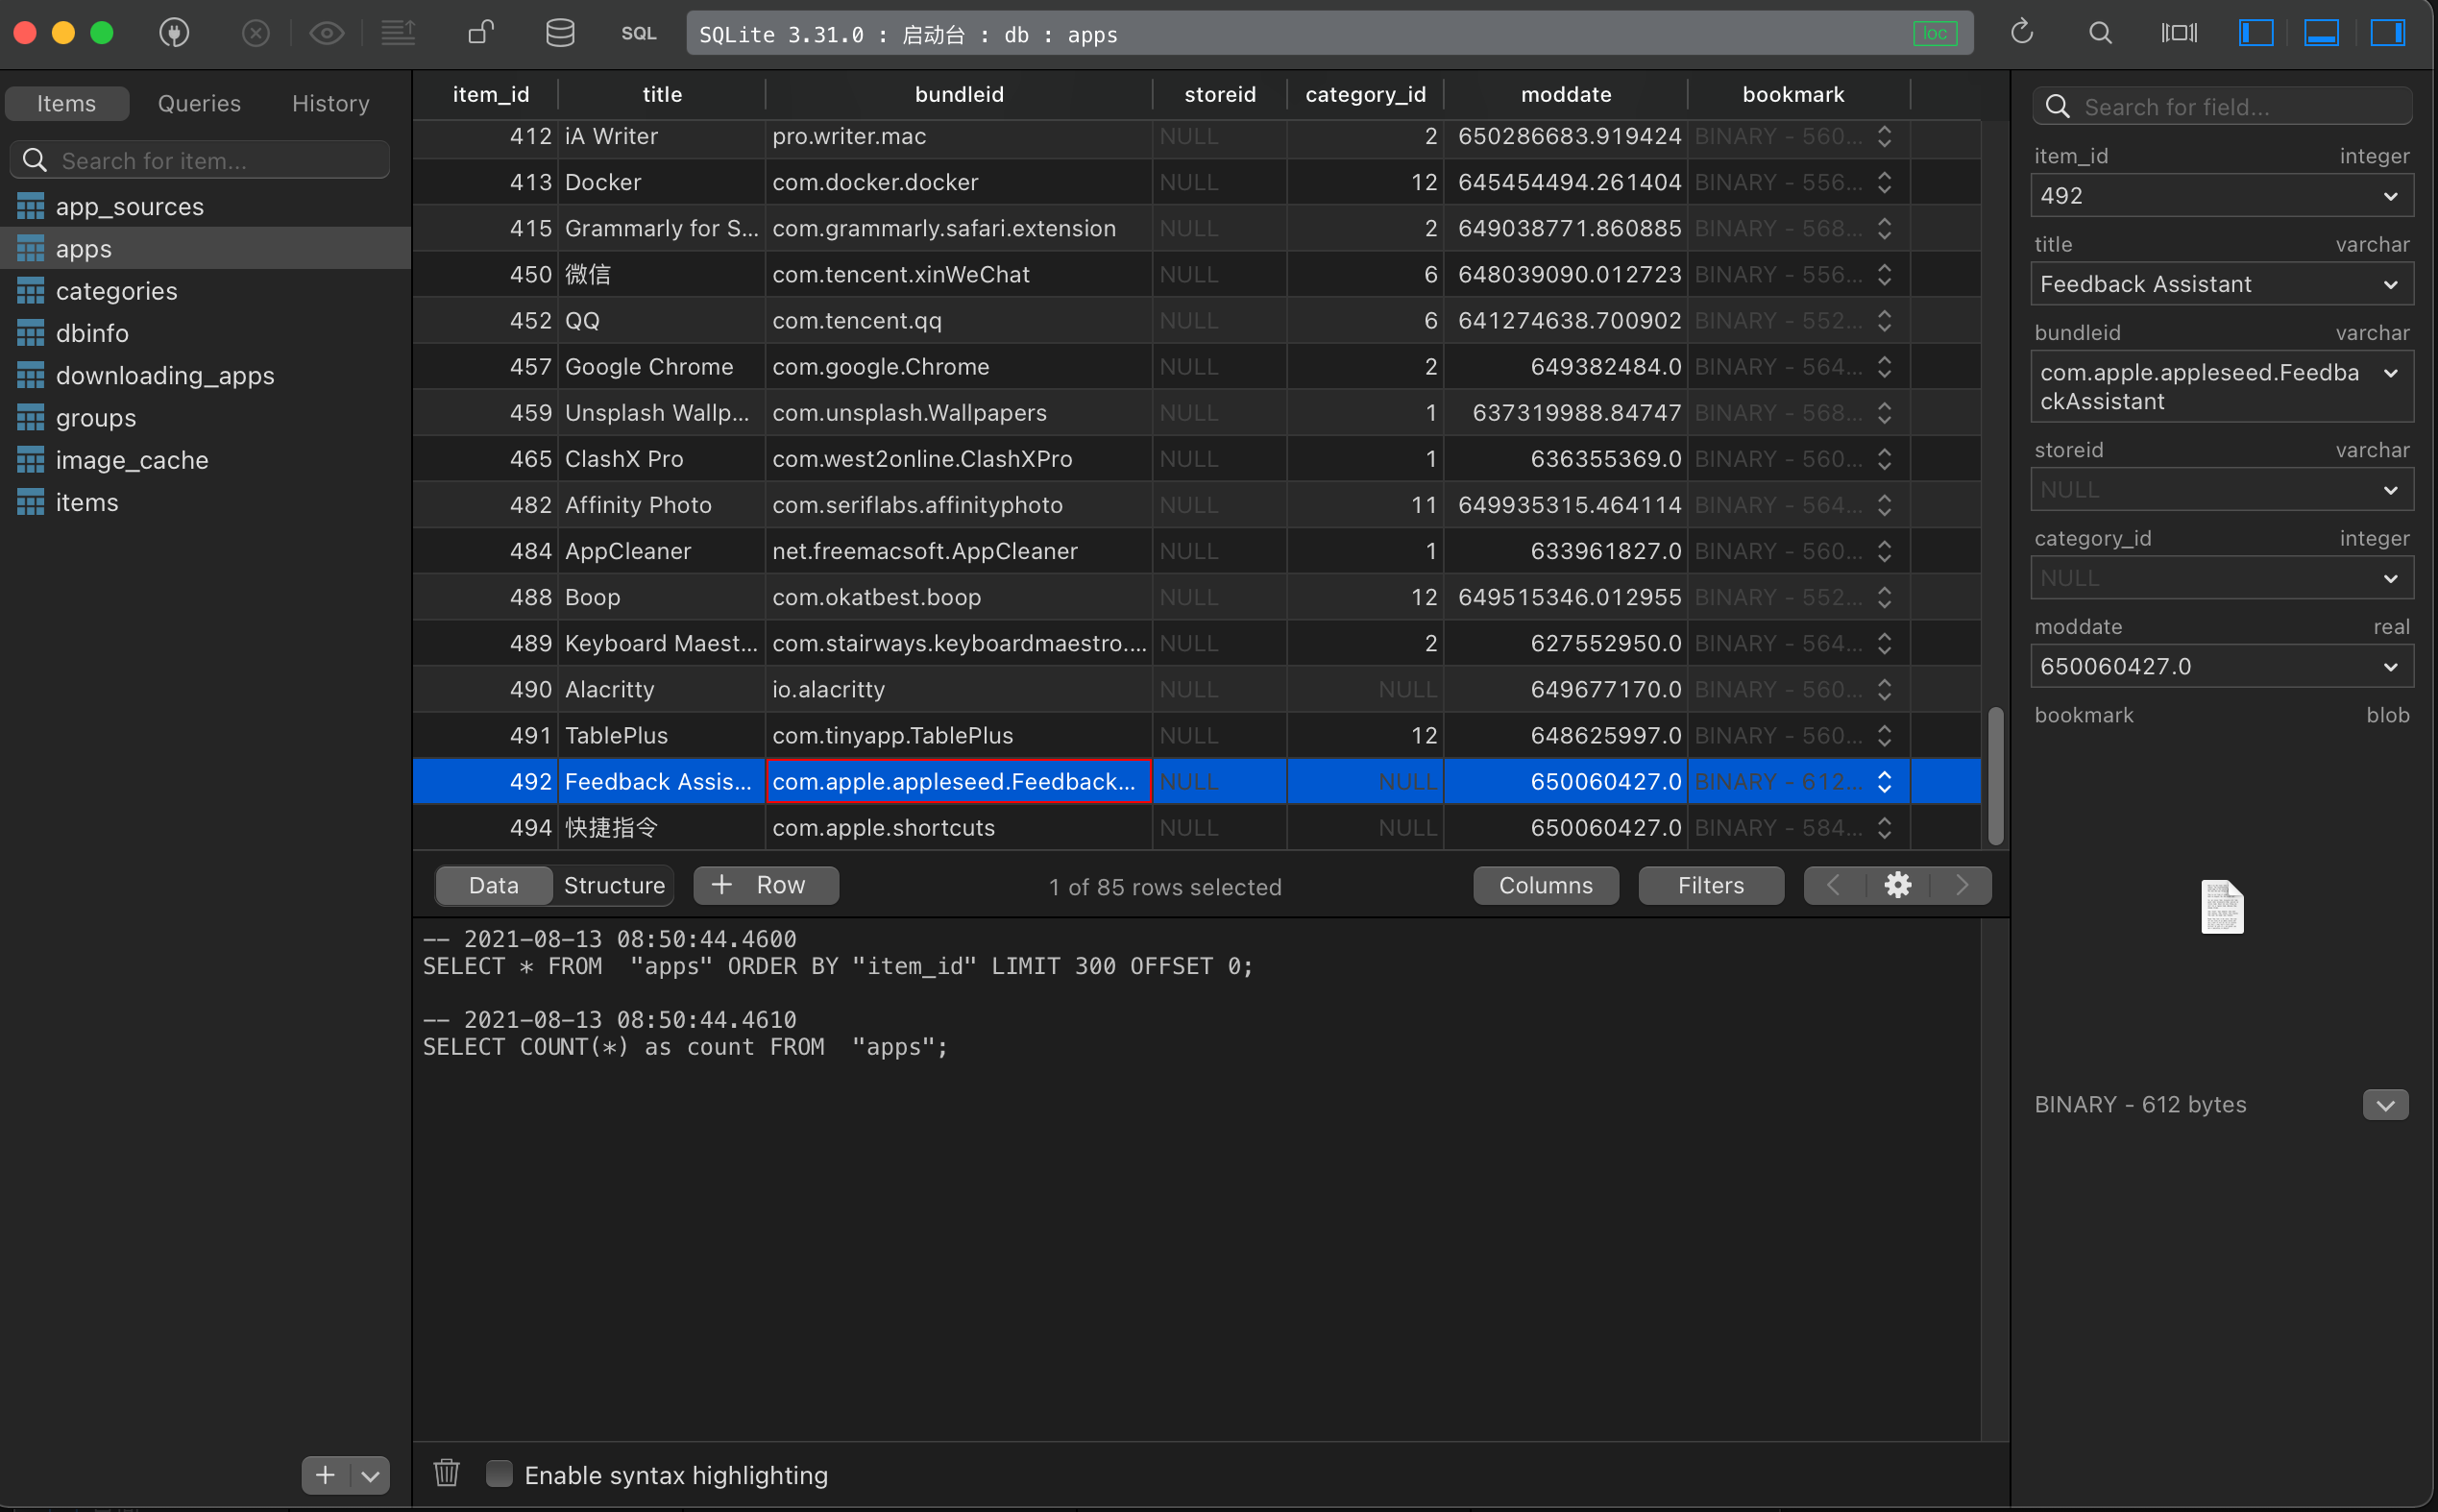 SQL
SQLite 3.31.0 : 启动台 : db : apps
loc
Items Queries History
Search for item...
app_sources
apps
categories
dbinfo
downloading_apps
groups
image_cache
items
item_id title bundleid storeid category_id moddate bookmark
412 iA Writer pro.writer.mac NULL 2 650286683.919424 BINARY - 560...
413 Docker com.docker.docker NULL 12 645454494.261404 BINARY - 556...
415 Grammarly for S... com.grammarly.safari.extension NULL 2 649038771.860885 BINARY - 568...
450 微信 com.tencent.xinWeChat NULL 6 648039090.012723 BINARY - 556...
452 QQ com.tencent.qq NULL 6 641274638.700902 BINARY - 552...
457 Google Chrome com.google.Chrome NULL 2 649382484.0 BINARY - 564...
459 Unsplash Wallp... com.unsplash.Wallpapers NULL 1 637319988.84747 BINARY - 568...
465 ClashX Pro com.west2online.ClashXPro NULL 1 636355369.0 BINARY - 560...
482 Affinity Photo com.seriflabs.affinityphoto NULL 11 649935315.464114 BINARY - 564...
484 AppCleaner net.freemacsoft.AppCleaner NULL 1 633961827.0 BINARY - 560...
488 Boop com.okatbest.boop NULL 12 649515346.012955 BINARY - 552...
489 Keyboard Maest... com.stairways.keyboardmaestro.... NULL 2 627552950.0 BINARY - 564...
490 Alacritty io.alacritty NULL NULL 649677170.0 BINARY - 560...
491 TablePlus com.tinyapp.TablePlus NULL 12 648625997.0 BINARY - 560...
492 Feedback Assis... com.apple.appleseed.Feedback... NULL NULL 650060427.0 BINARY - 612...
494 快捷指令 com.apple.shortcuts NULL NULL 650060427.0 BINARY - 584...
Data Structure + Row 1 of 85 rows selected Columns Filters
-- 2021-08-13 08:50:44.4600
SELECT * FROM "apps" ORDER BY "item_id" LIMIT 300 OFFSET 0;
-- 2021-08-13 08:50:44.4610
SELECT COUNT(*) as count FROM "apps";
Enable syntax highlighting
Search for field...
item_id integer
492
title varchar
Feedback Assistant
bundleid varchar
com.apple.appleseed.Feedba
ckAssistant
storeid varchar
NULL
category_id integer
NULL
moddate real
650060427.0
bookmark blob
BINARY - 612 bytes